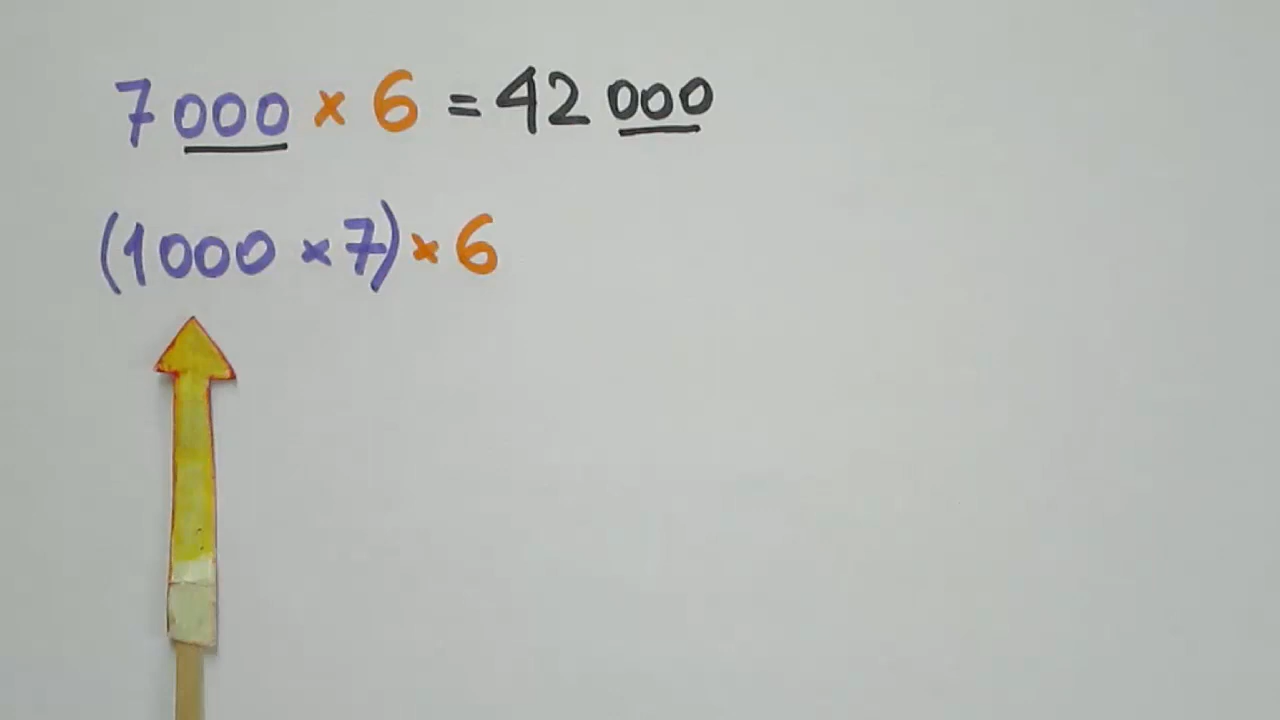 7 000 × 6 = 42 000
(1000 × 7) × 6